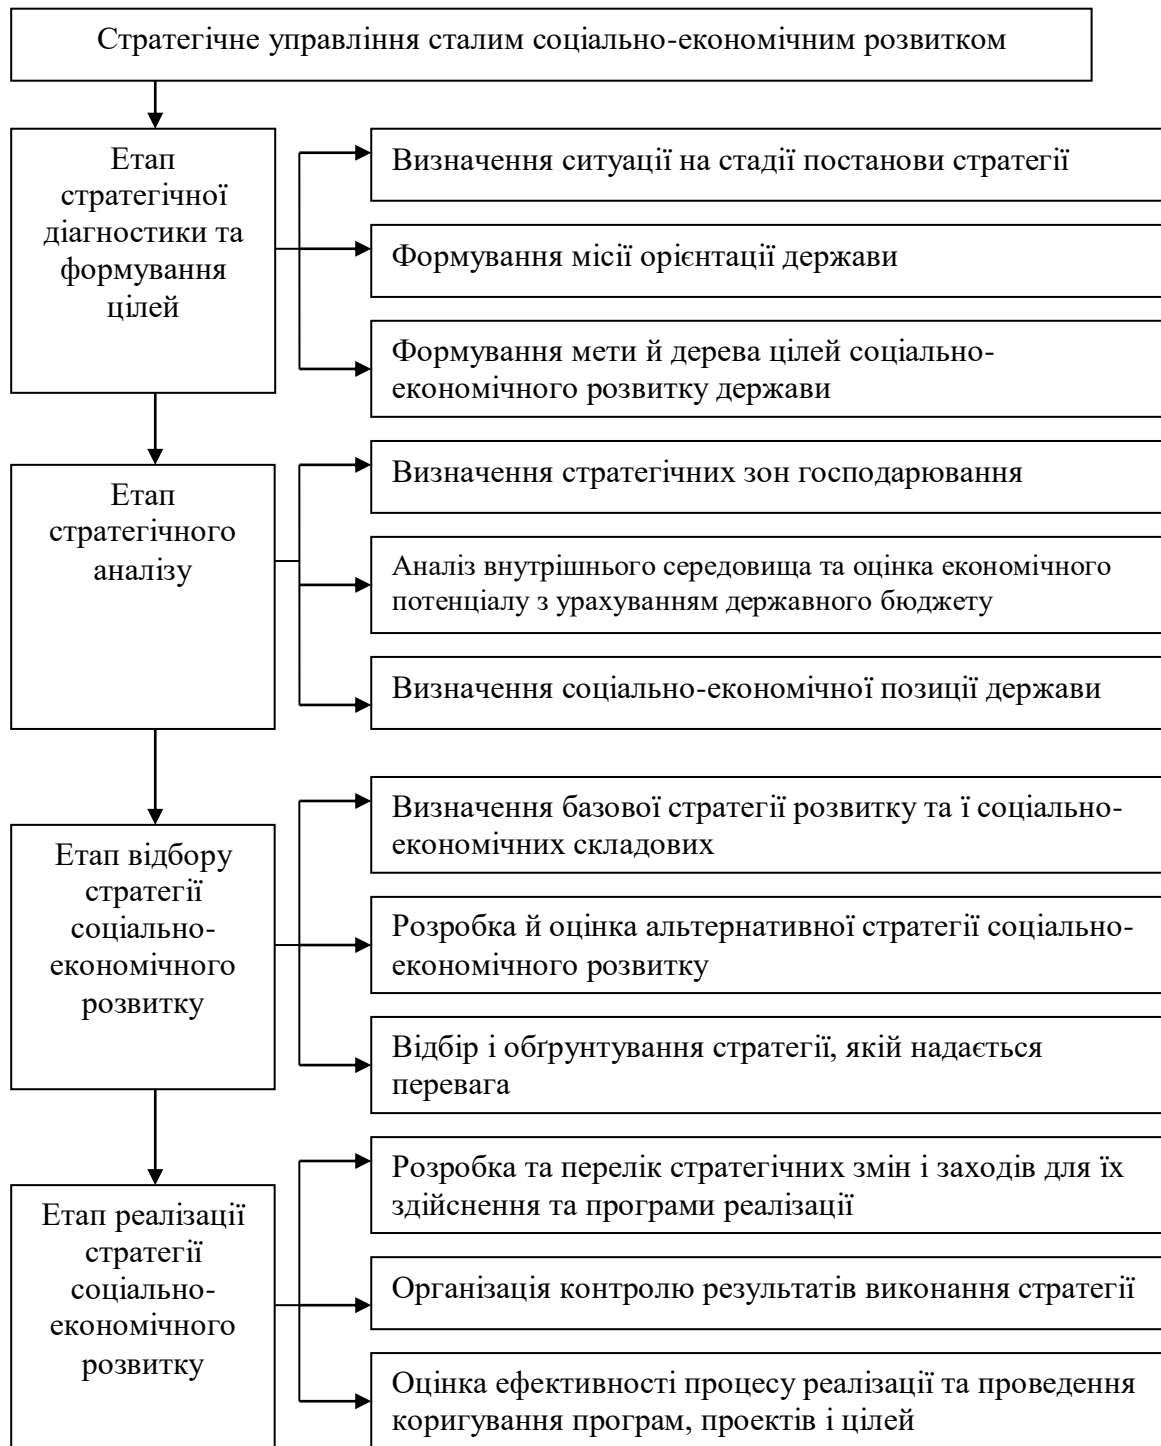 Стратегічне управління сталим соціально-економічним розвитком
Етап
стратегічної
діагностики та
формування
цілей
Визначення ситуації на стадії постанови стратегії
Формування місії орієнтації держави
Формування мети й дерева цілей соціально-
економічного розвитку держави
Етап
стратегічного
аналізу
Визначення стратегічних зон господарювання
Аналіз внутрішнього середовища та оцінка економічного
потенціалу з урахуванням державного бюджету
Визначення соціально-економічної позиції держави
Етап відбору
стратегії
соціально-
економічного
розвитку
Визначення базової стратегії розвитку та ї соціально-
економічних складових
Розробка й оцінка альтернативної стратегії соціально-
економічного розвитку
Відбір і обґрунтування стратегії, якій надається
перевага
Етап реалізації
стратегії
соціально-
економічного
розвитку
Розробка та перелік стратегічних змін і заходів для їх
здійснення та програми реалізації
Організація контролю результатів виконання стратегії
Оцінка ефективності процесу реалізації та проведення
коригування програм, проектів і цілей